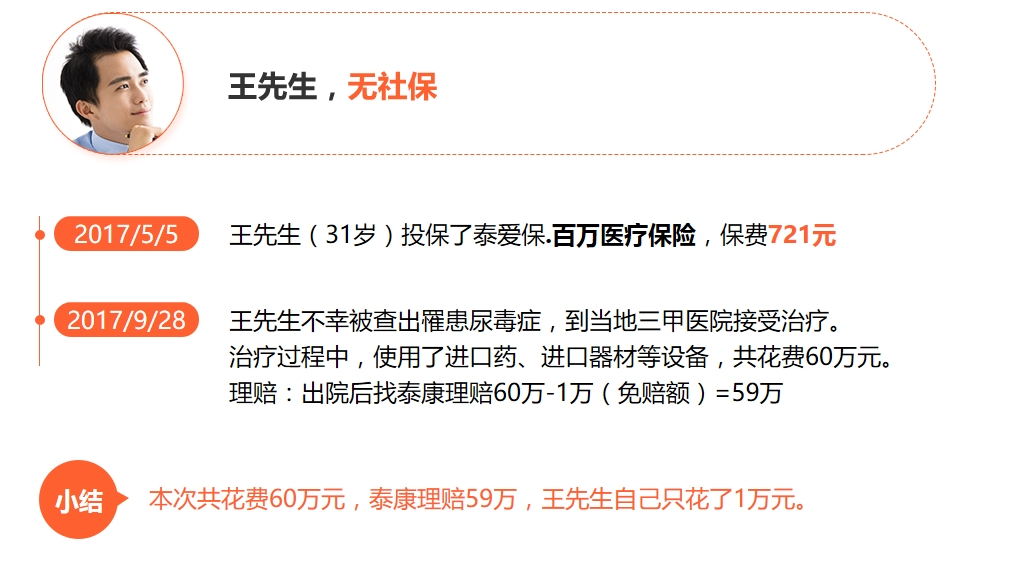 王先生，无社保
2017/5/5
王先生（31岁）投保了泰爱保.百万医疗保险，保费721元
2017/9/28
王先生不幸被查出罹患尿毒症，到当地三甲医院接受治疗。
治疗过程中，使用了进口药、进口器材等设备，共花费60万元。
理赔：出院后找泰康理赔60万-1万（免赔额）=59万
小结
本次共花费60万元，泰康理赔59万，王先生自己只花了1万元。